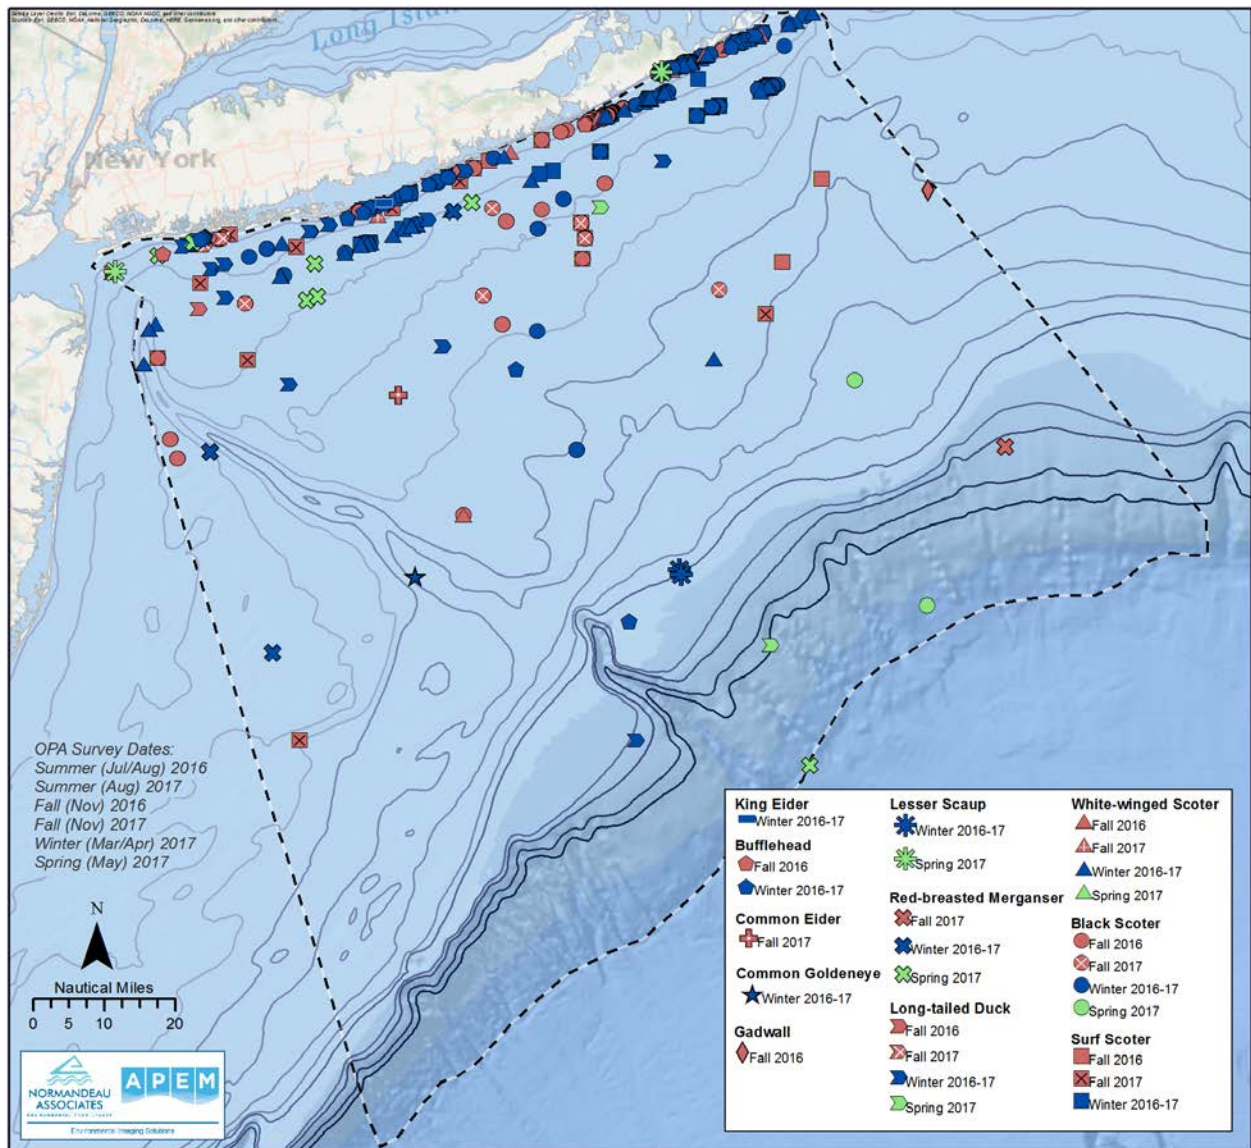 Long Island
New York
OPA Survey Dates:
Summer (Jul/Aug) 2016
Summer (Aug) 2017
Fall (Nov) 2016
Fall (Nov) 2017
Winter (Mar/Apr) 2017
Spring (May) 2017
N
Nautical Miles
0 5 10 20
NORMANDEAU
ASSOCIATES
APEM
Environmental Imaging Solutions
King Eider
Winter 2016-17
Bufflehead
Fall 2016
Winter 2016-17
Common Eider
Fall 2017
Common Goldeneye
Winter 2016-17
Gadwall
Fall 2016
Lesser Scaup
Winter 2016-17
Spring 2017
Red-breasted Merganser
Fall 2017
Winter 2016-17
Spring 2017
Long-tailed Duck
Fall 2016
Fall 2017
Winter 2016-17
Spring 2017
White-winged Scoter
Fall 2016
Fall 2017
Winter 2016-17
Spring 2017
Black Scoter
Fall 2016
Fall 2017
Winter 2016-17
Spring 2017
Surf Scoter
Fall 2016
Fall 2017
Winter 2016-17